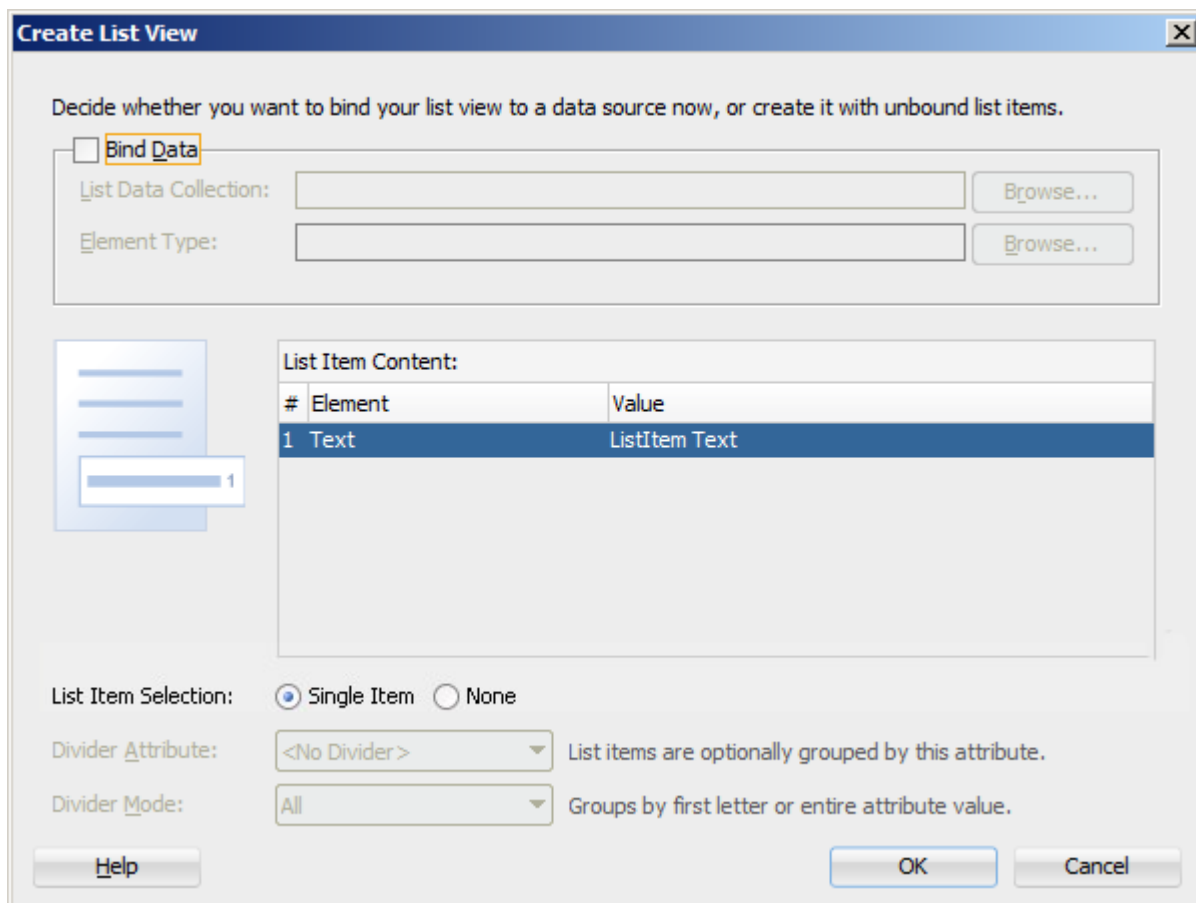 Create List View
Decide whether you want to bind your list view to a data source now, or create it with unbound list items.
Bind Data
List Data Collection: Browse...
Element Type: Browse...
List Item Content:
# Element Value
1 Text ListItem Text
1
List Item Selection: Single Item None
Divider Attribute: <No Divider> List items are optionally grouped by this attribute.
Divider Mode: All Groups by first letter or entire attribute value.
Help OK Cancel